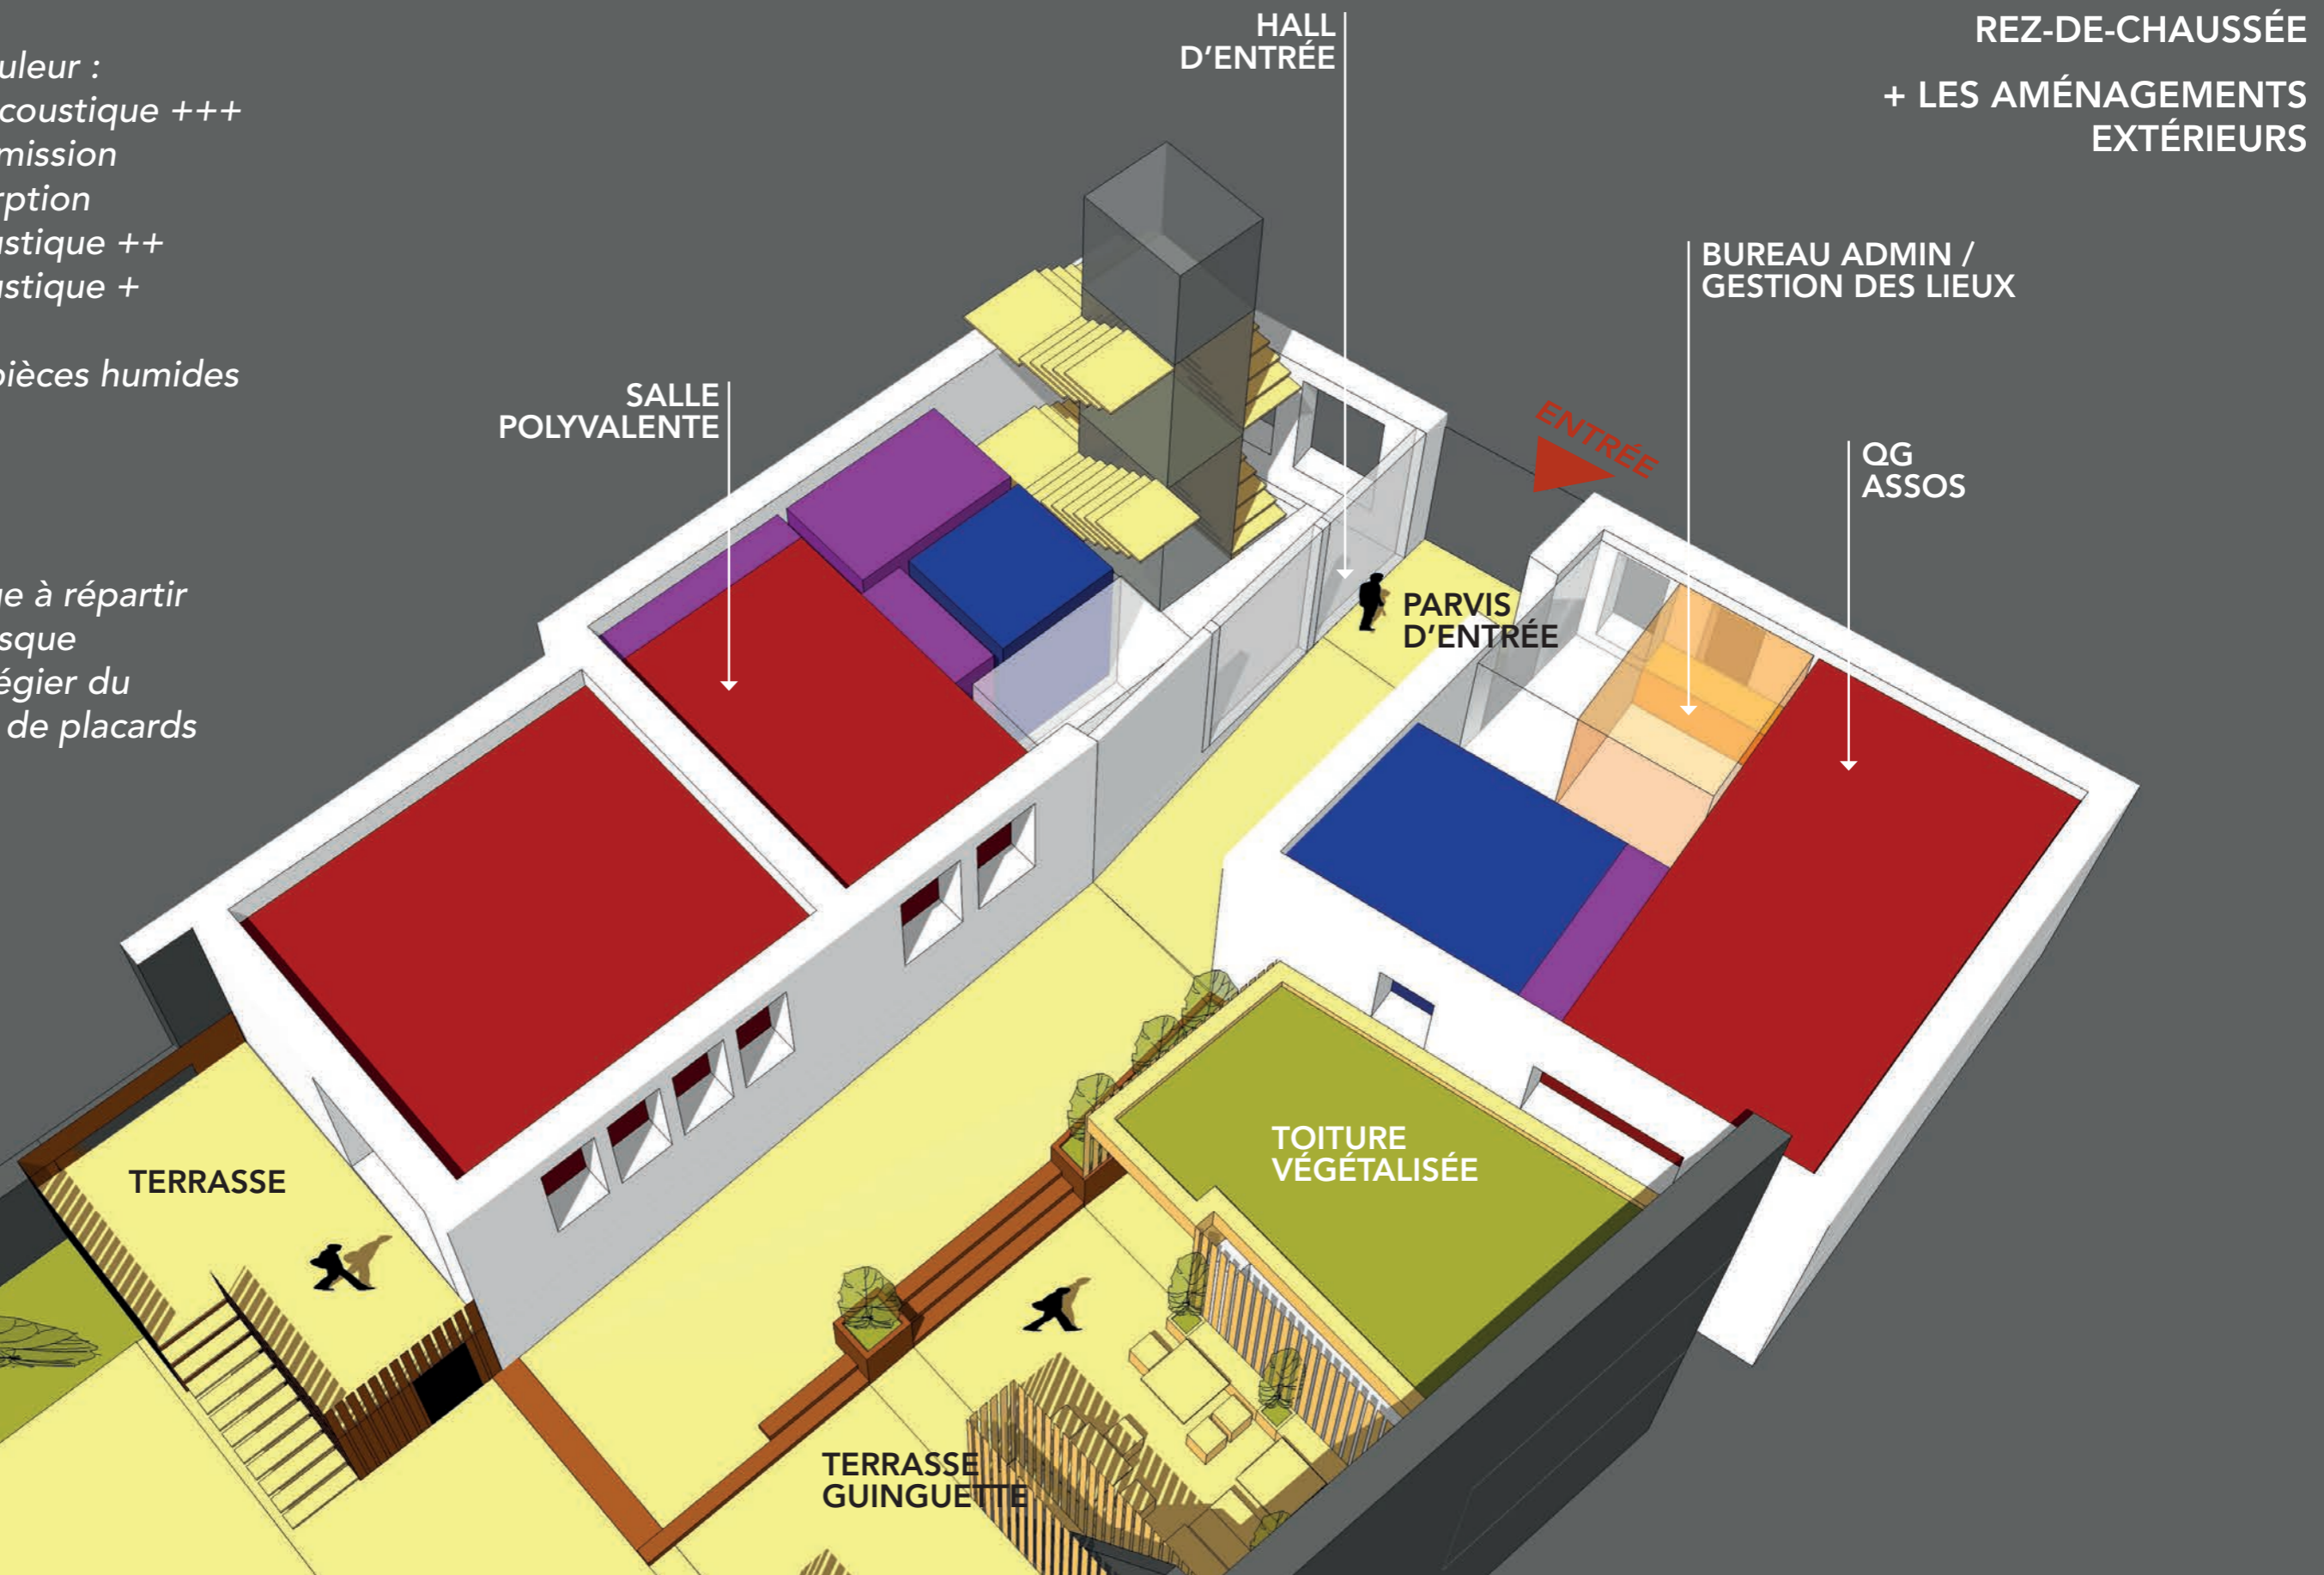 uleur :
coustique +++
mission
rption
ustique ++
ustique +
pièces humides
e à répartir
sque
égier du
de placards
HALL
D'ENTRÉE
REZ-DE-CHAUSSÉE
+ LES AMÉNAGEMENTS
EXTÉRIEURS
BUREAU ADMIN /
GESTION DES LIEUX
SALLE
POLYVALENTE
ENTRÉE
QG
ASSOS
PARVIS
D'ENTRÉE
TOITURE
VÉGÉTALISÉE
TERRASSE
TERRASSE
GUINGUETTE